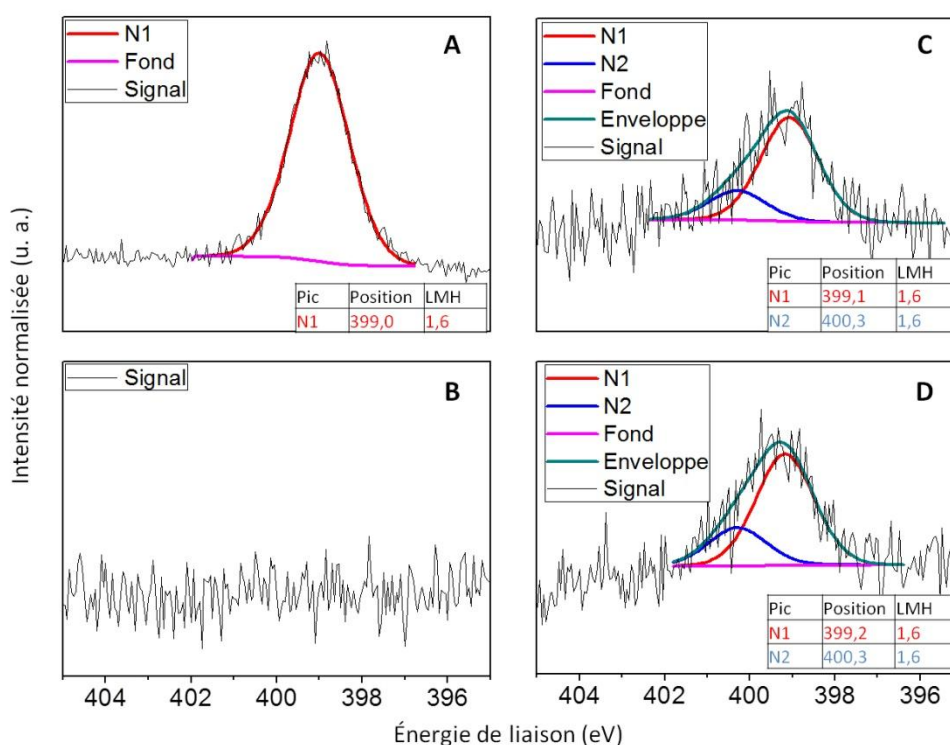 Intensité normalisée (u. a.)
A
N1
Fond
Signal
Pic Position LMH
N1 399,0 1,6
C
N1
N2
Fond
Enveloppe
Signal
Pic Position LMH
N1 399,1 1,6
N2 400,3 1,6
B
Signal
404 402 400 398 396
D
N1
N2
Fond
Enveloppe
Signal
Pic Position LMH
N1 399,2 1,6
N2 400,3 1,6
404 402 400 398 396
Énergie de liaison (eV)